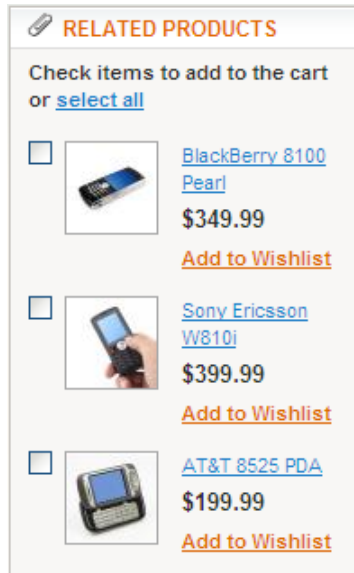 RELATED PRODUCTS
Check items to add to the cart
or select all
BlackBerry 8100
Pearl
$349.99
Add to Wishlist
Sony Ericsson
W810i
$399.99
Add to Wishlist
AT&T 8525 PDA
$199.99
Add to Wishlist